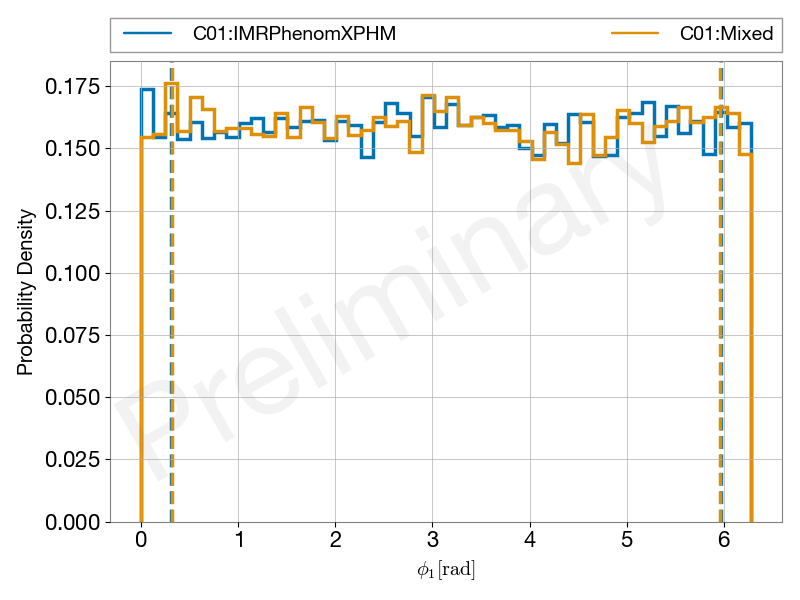 C01:IMRPhenomXPHM C01:Mixed
0.175
0.150
0.125
0.100
0.075
0.050
0.025
0.000
Probability Density
Preliminary
0 1 2 3 4 5 6
ϕ₁[rad]